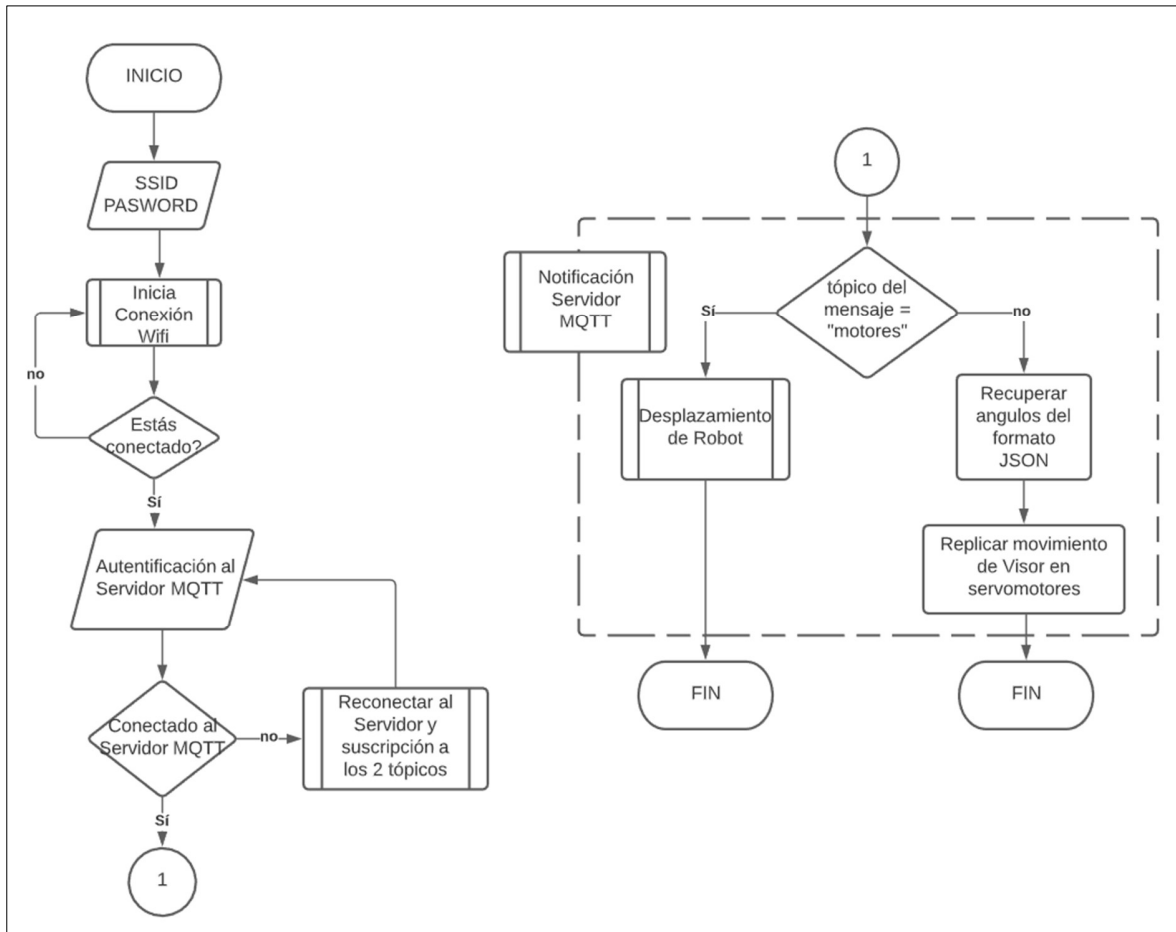 INICIO
SSID
PASWORD
Inicia
Conexión
Wifi
no
Estás
conectado?
Sí
Autentificación al
Servidor MQTT
Conectado al
Servidor MQTT
no
Reconectar al
Servidor y
suscripción a
los 2 tópicos
Sí
1
1
Notificación
Servidor
MQTT
tópico del
mensaje =
"motores"
Sí
no
Desplazamiento
de Robot
Recuperar
angulos del
formato
JSON
Replicar movimiento
de Visor en
servomotores
FIN
FIN